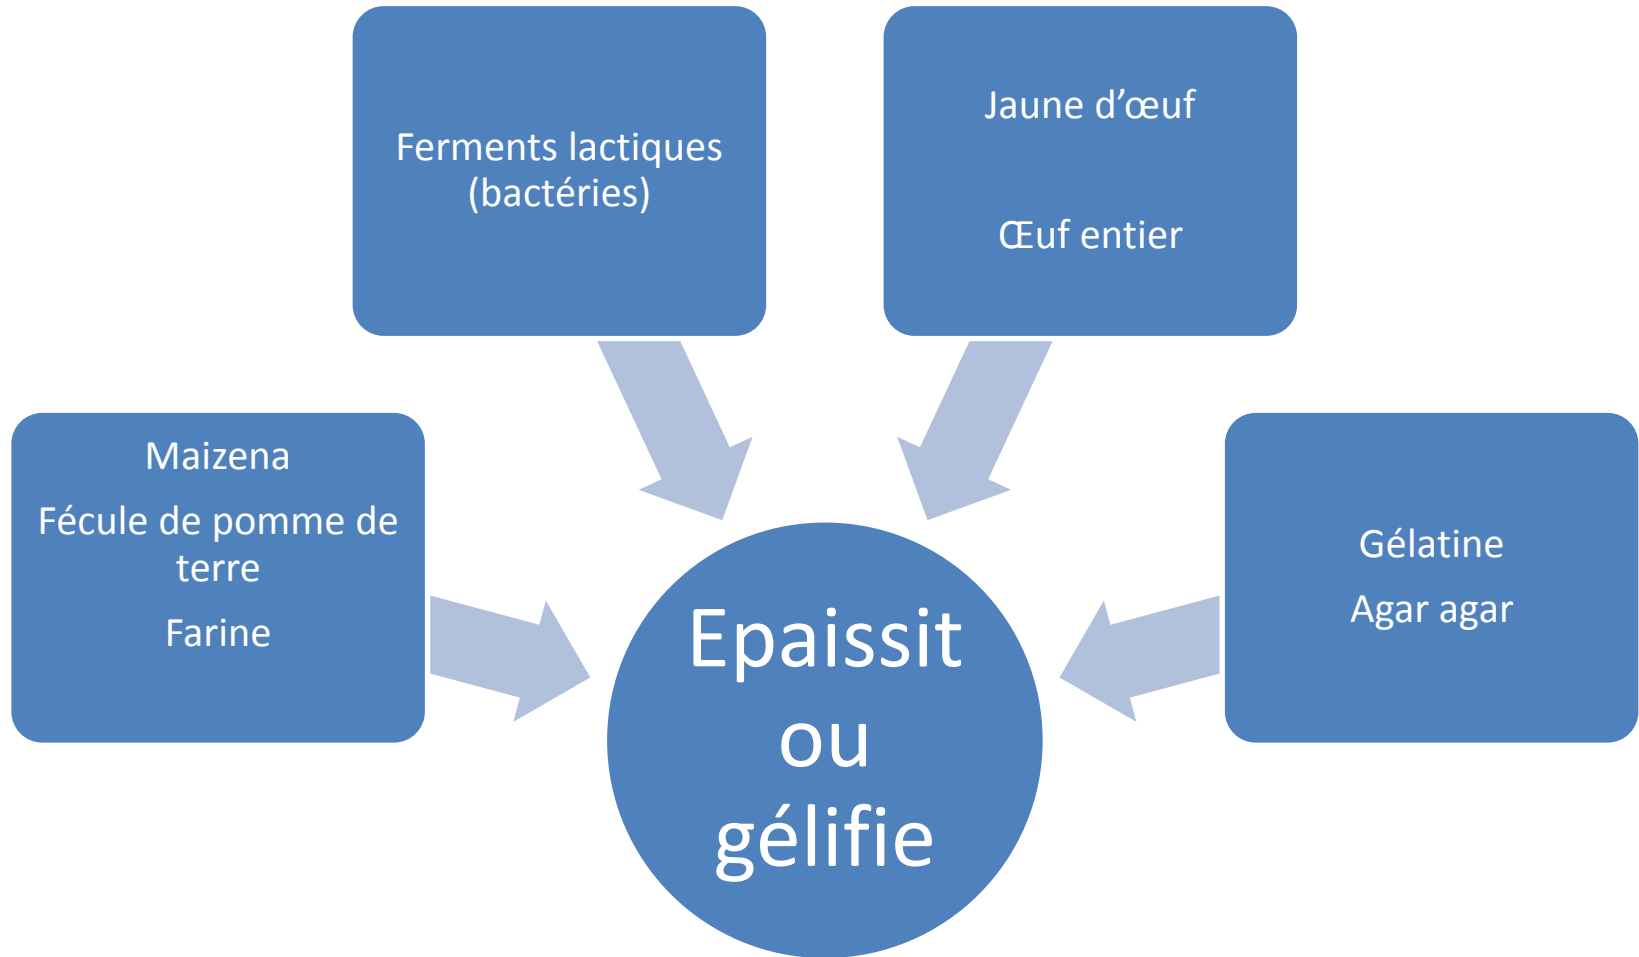 Ferments lactiques
(bactéries)
Jaune d’œuf
Œuf entier
Maizena
Fécule de pomme de
terre
Farine
Gélatine
Agar agar
Epaissit
ou
gélifie